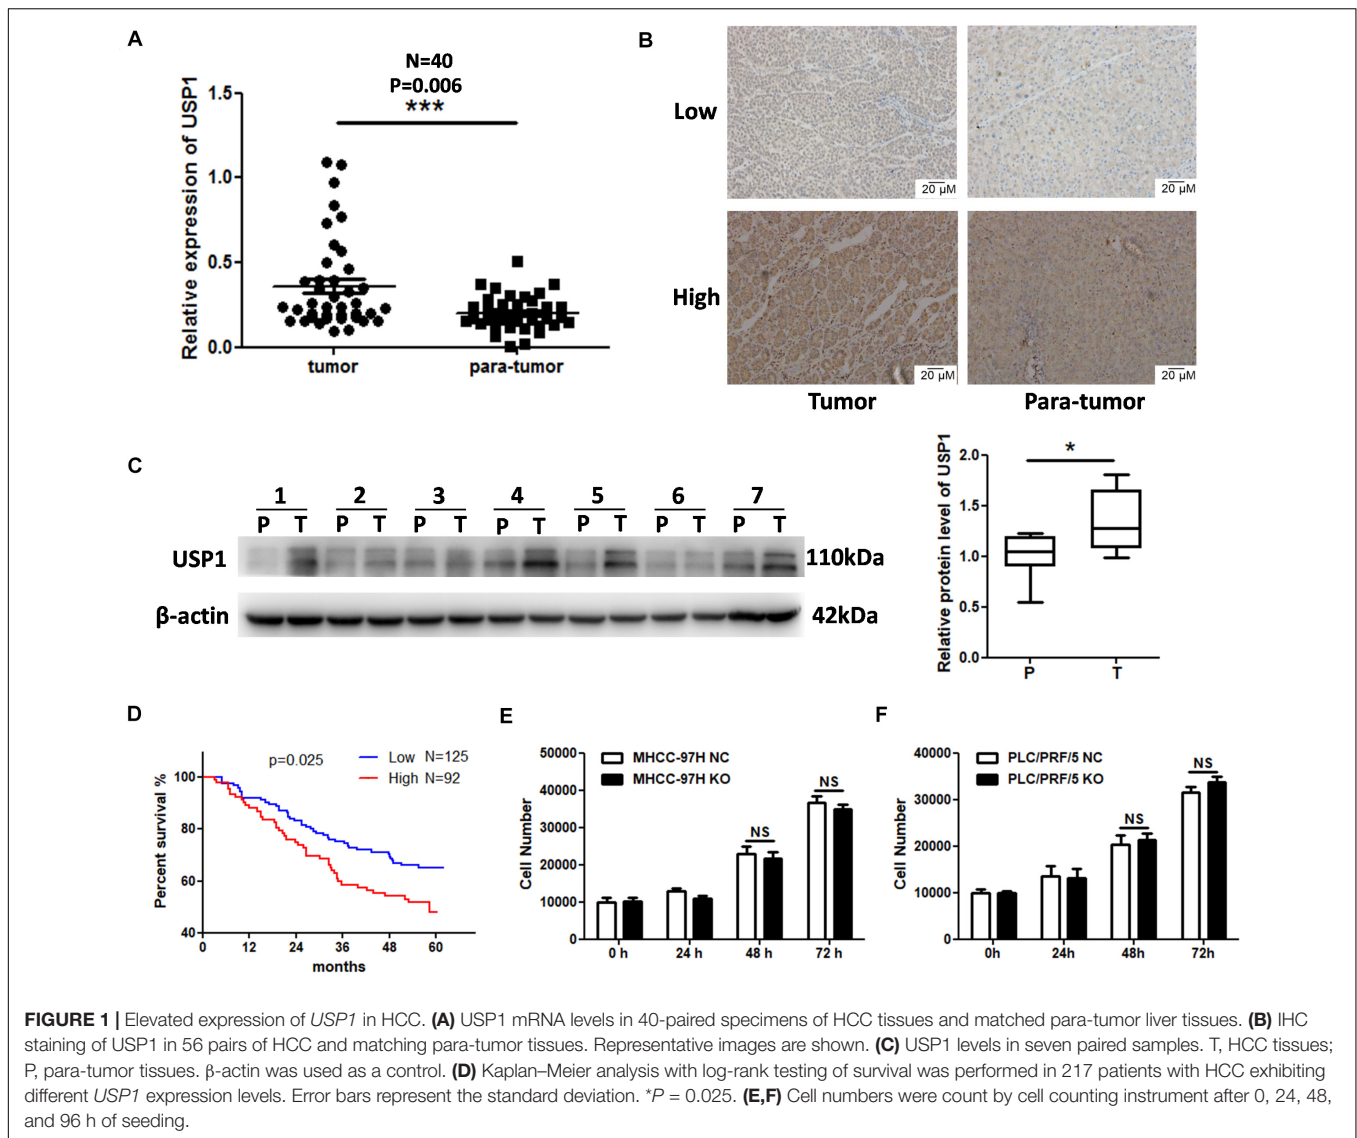 A
N=40
P=0.006
***
Relative expression of USP1
1.5
1.0
0.5
0.0
tumor
para-tumor
B
Low
High
20 µM
20 µM
20 µM
20 µM
Tumor
Para-tumor
C
1 2 3 4 5 6 7
P T P T P T P T P T P T P T
USP1
110kDa
β-actin
42kDa
Relative protein level of USP1
2.0
1.5
1.0
0.5
0.0
*
P T
D
Percent survival %
100
80
60
40
p=0.025
Low N=125
High N=92
0 12 24 36 48 60
months
E
Cell Number
50000
40000
30000
20000
10000
0
MHCC-97H NC
MHCC-97H KO
NS
NS
0 h 24 h 48 h 72 h
F
Cell Number
40000
30000
20000
10000
0
PLC/PRF/5 NC
PLC/PRF/5 KO
NS
NS
0h 24h 48h 72h
FIGURE 1 | Elevated expression of USP1 in HCC. (A) USP1 mRNA levels in 40-paired specimens of HCC tissues and matched para-tumor liver tissues. (B) IHC
staining of USP1 in 56 pairs of HCC and matching para-tumor tissues. Representative images are shown. (C) USP1 levels in seven paired samples. T, HCC tissues;
P, para-tumor tissues. β-actin was used as a control. (D) Kaplan–Meier analysis with log-rank testing of survival was performed in 217 patients with HCC exhibiting
different USP1 expression levels. Error bars represent the standard deviation. *P = 0.025. (E,F) Cell numbers were count by cell counting instrument after 0, 24, 48,
and 96 h of seeding.